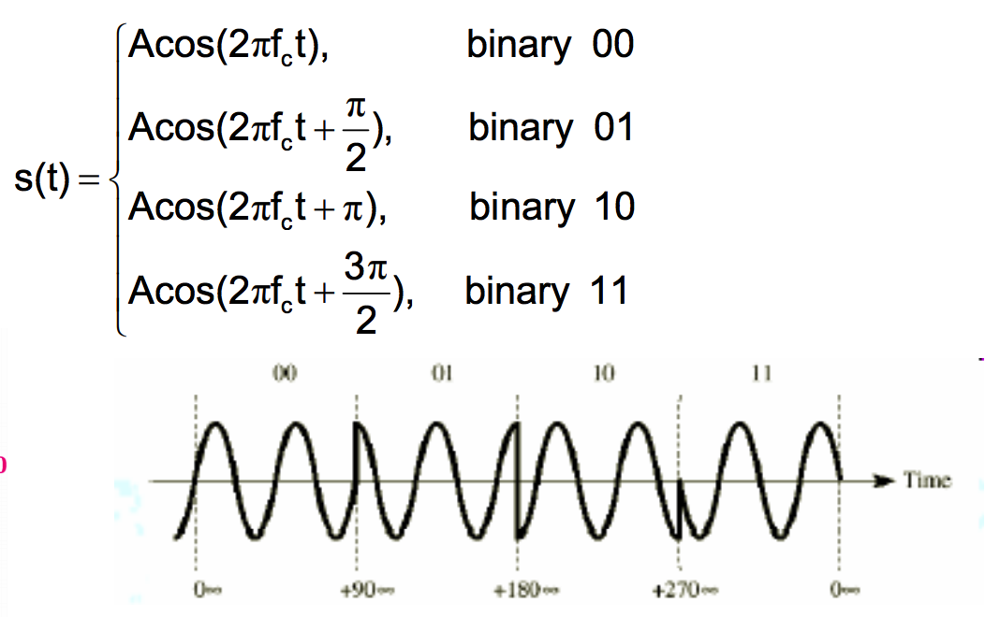 Acos(2πf_ct), binary 00
Acos(2πf_ct + π/2), binary 01
s(t) =
Acos(2πf_ct + π), binary 10
Acos(2πf_ct + 3π/2), binary 11
00 01 10 11
Time
0∞ +90∞ +180∞ +270∞ 0∞